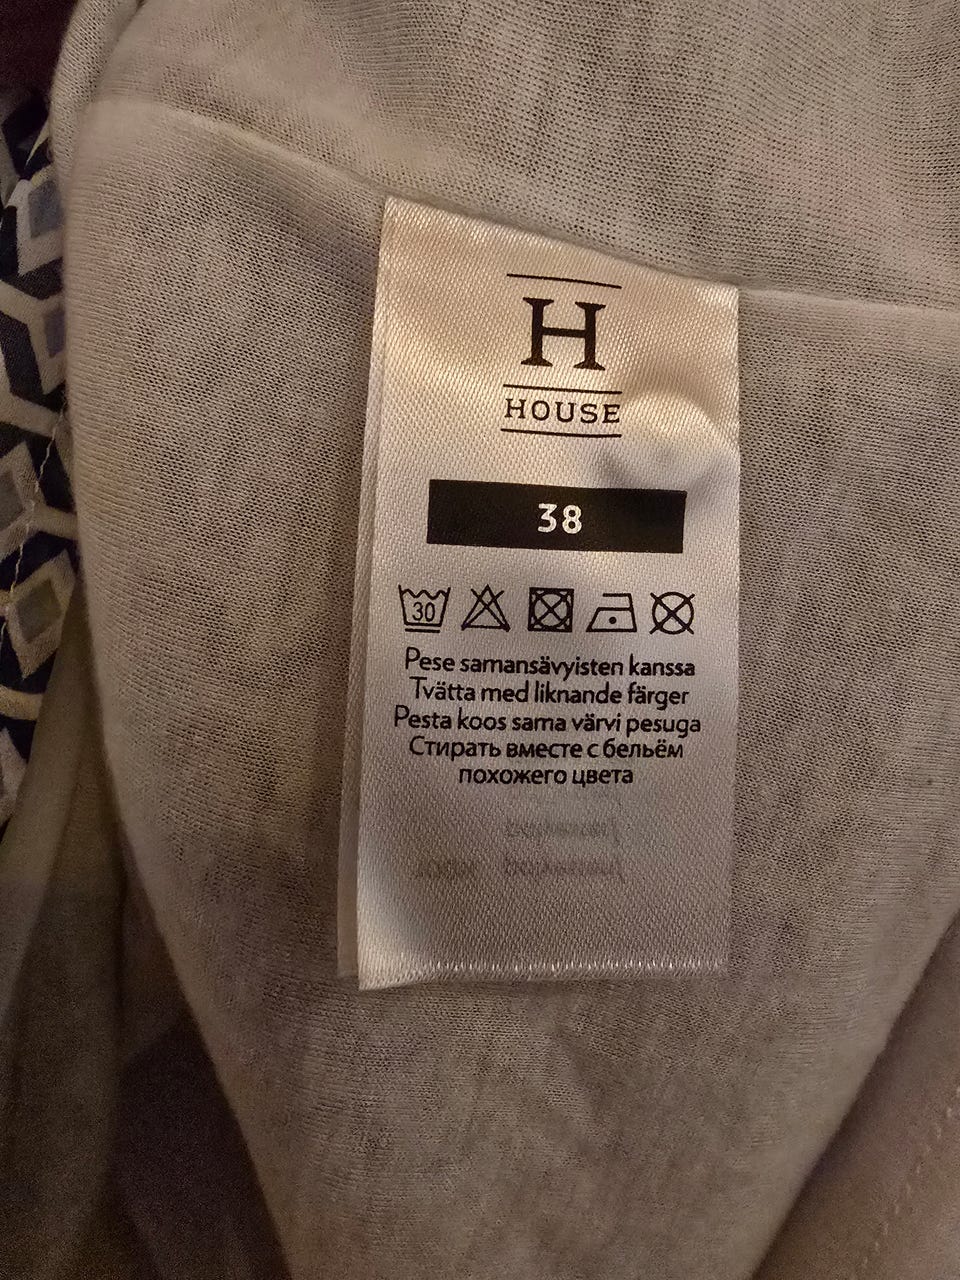 H
HOUSE
38
30
Pese samansävyisten kanssa
Tvätta med liknande färger
Pesta koos sama värvi pesuga
Стирать вместе с бельём
похожего цвета